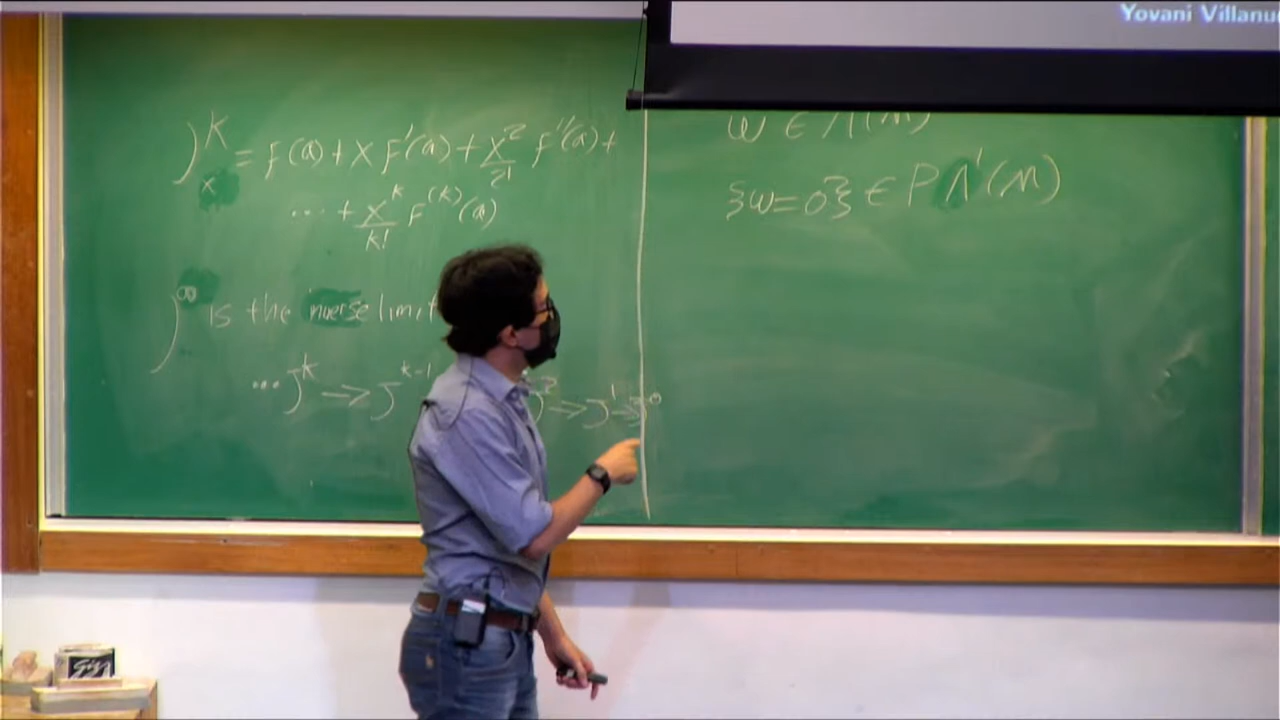 Yovani Villanu
J^K_x = F(a) + X F'(a) + X^2/2! F''(a) +
... + X^k/k! F^(k)(a)
J^∞ is the inverse limit
... J^k → J^k-1
J^2 → J^1 → J^0
ω ∈ Λ^1(M)
{ω=0} ∈ PΛ^1(M)